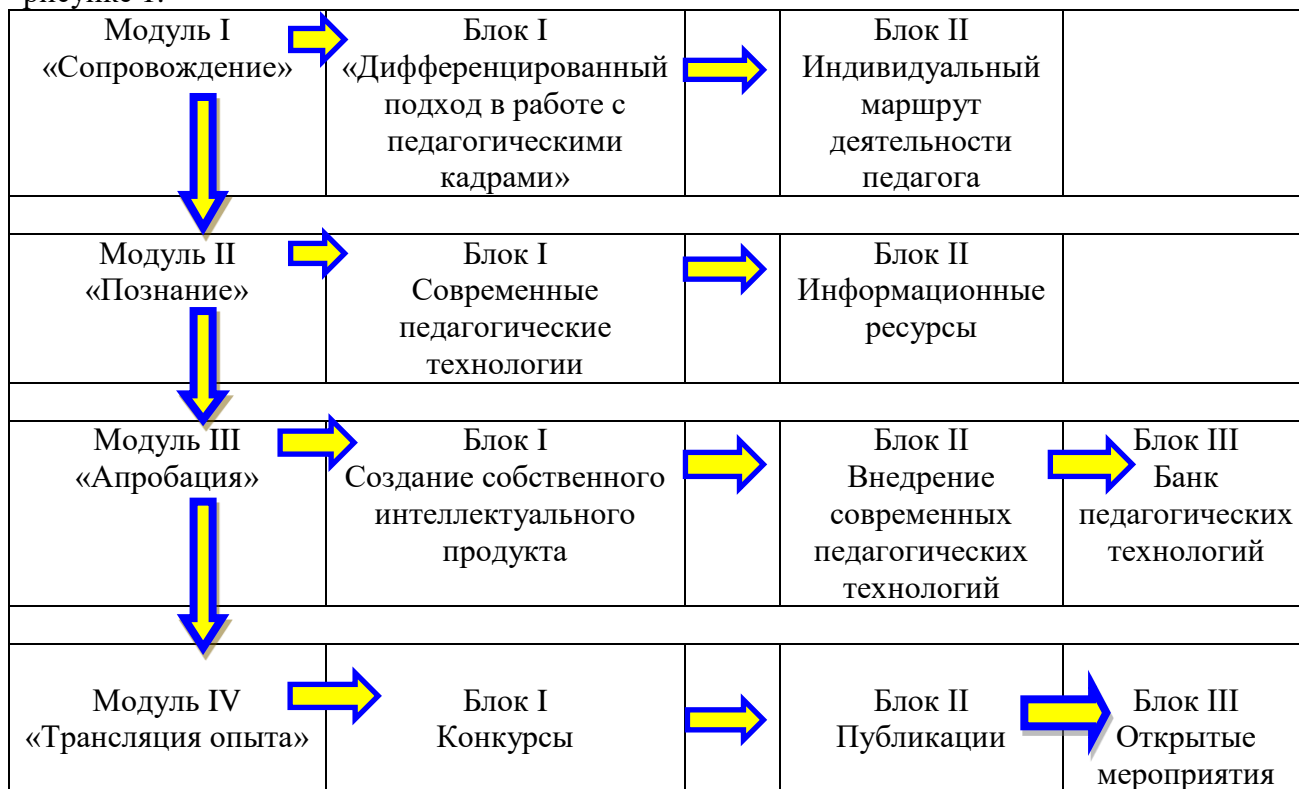 рисунке 1.
Модуль I
«Сопровождение»
Блок I
«Дифференцированный
подход в работе с
педагогическими
кадрами»
Блок II
Индивидуальный
маршрут
деятельности
педагога
Модуль II
«Познание»
Блок I
Современные
педагогические
технологии
Блок II
Информационные
ресурсы
Модуль III
«Апробация»
Блок I
Создание собственного
интеллектуального
продукта
Блок II
Внедрение
современных
педагогических
технологий
Блок III
Банк
педагогических
технологий
Модуль IV
«Трансляция опыта»
Блок I
Конкурсы
Блок II
Публикации
Блок III
Открытые
мероприятия